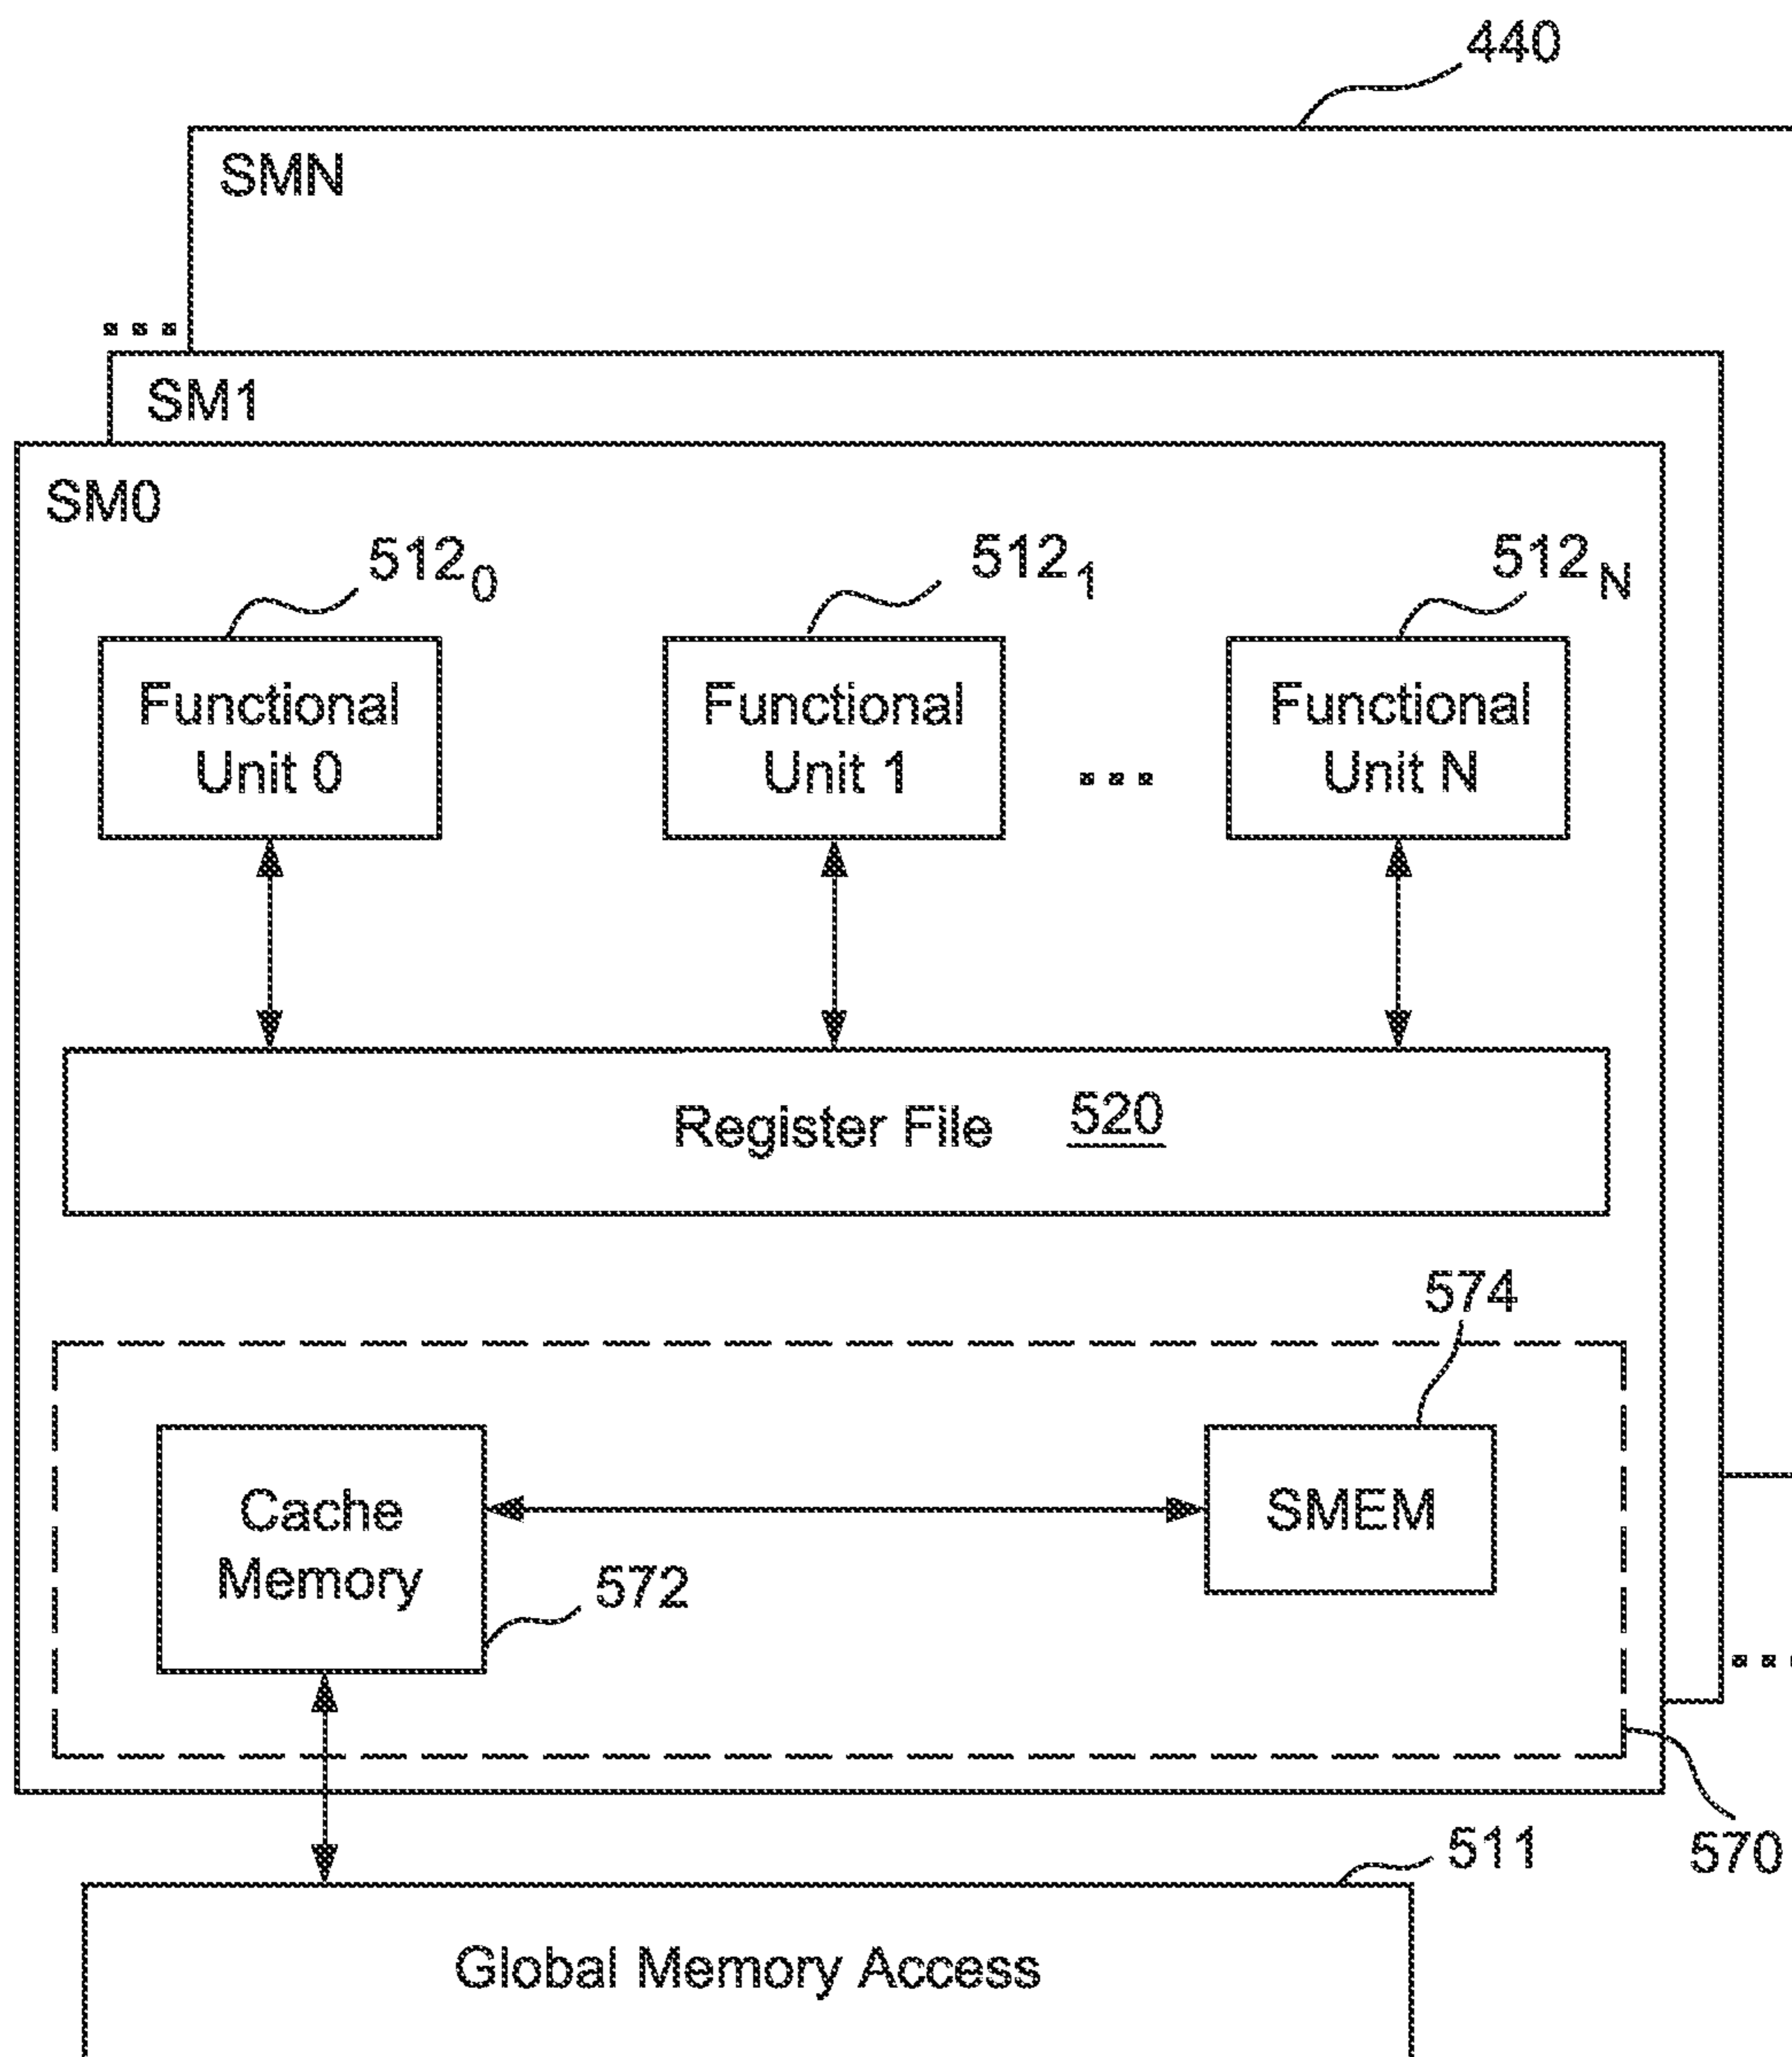 440
SMN
...
SM1
SM0
512₀
512₁
512 N
Functional
Unit 0
Functional
Unit 1
...
Functional
Unit N
Register File 520
574
Cache
Memory
SMEM
572
...
570
511
Global Memory Access